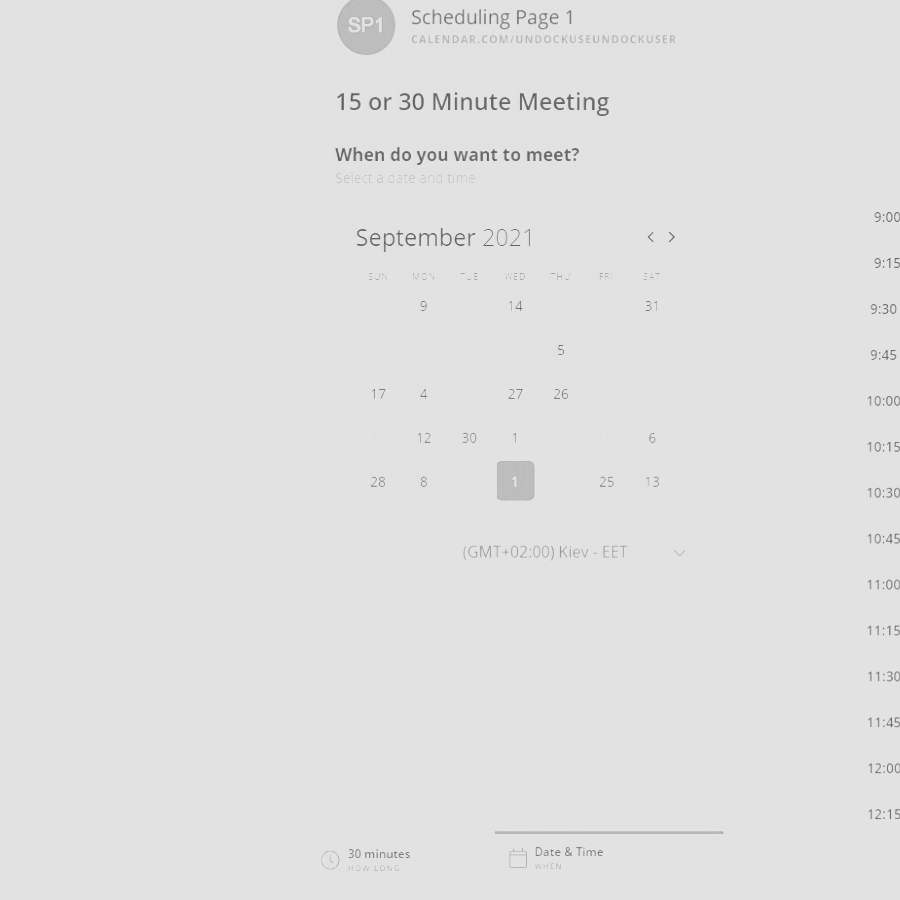 SP1 Scheduling Page 1
CALENDAR.COM/UNDOCKUSEUNDOCKUSER
15 or 30 Minute Meeting
When do you want to meet?
Select a date and time
September 2021
SUN MON TUE WED THU FRI SAT
9 14 31
5
17 4 27 26
12 30 1 6
28 8 1 25 13
(GMT+02:00) Kiev - EET
9:00
9:15
9:30
9:45
10:00
10:15
10:30
10:45
11:00
11:15
11:30
11:45
12:00
12:15
30 minutes
HOW LONG
Date & Time
WHEN